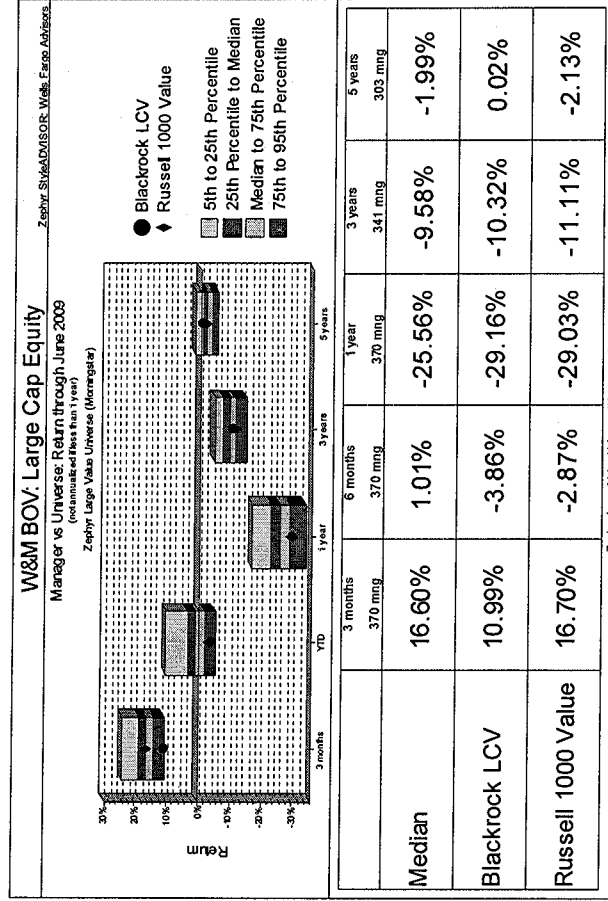 W&M BOV: Large Cap Equity
Zephyr StyleADVISOR: Wells Fargo Advisors
Manager vs Universe: Return through June 2009
(not annualized if less than 1 year)
Zephyr Large Value Universe (Morningstar)
Return
30%
20%
10%
0%
-10%
-20%
-30%
3 months
YTD
1 year
3 years
5 years
Blackrock LCV
Russell 1000 Value
5th to 25th Percentile
25th Percentile to Median
Median to 75th Percentile
75th to 95th Percentile
3 months 6 months 1 year 3 years 5 years
370 mng 370 mng 370 mng 341 mng 303 mng
Median 16.60% 1.01% -25.56% -9.58% -1.99%
Blackrock LCV 10.99% -3.86% -29.16% -10.32% 0.02%
Russell 1000 Value 16.70% -2.87% -29.03% -11.11% -2.13%